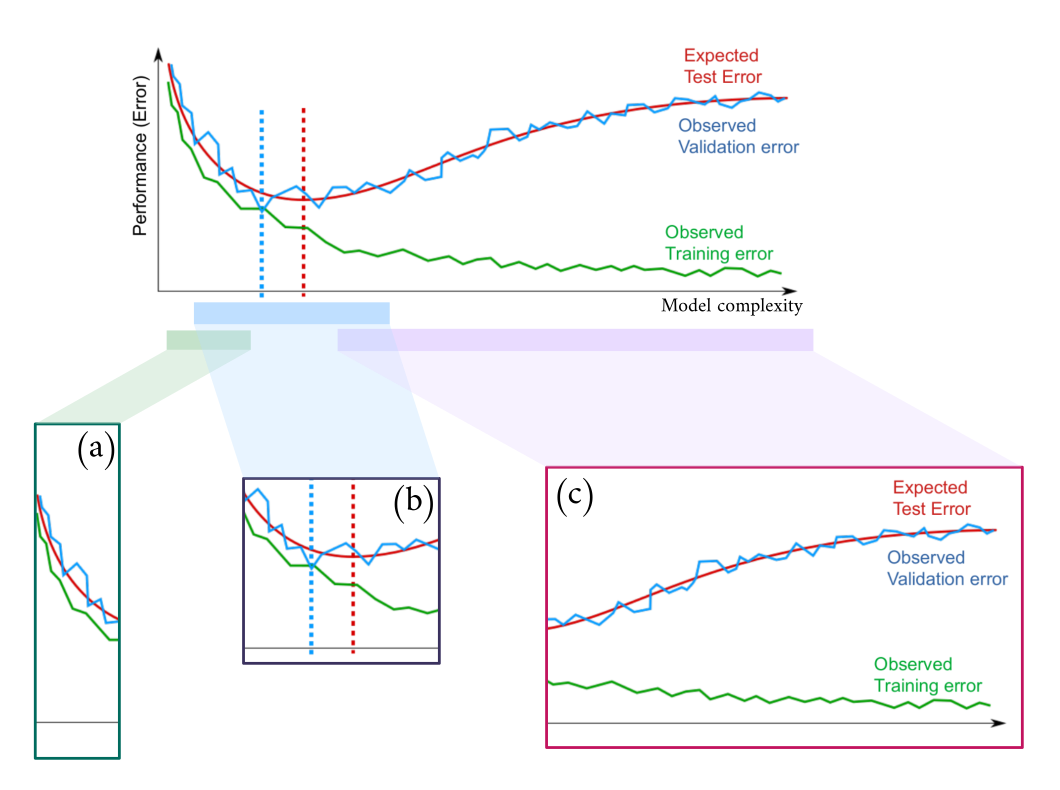 Expected
Test Error
Performance (Error)
Observed
Validation error
Observed
Training error
Model complexity
(a)
(b)
(c)
Expected
Test Error
Observed
Validation error
Observed
Training error